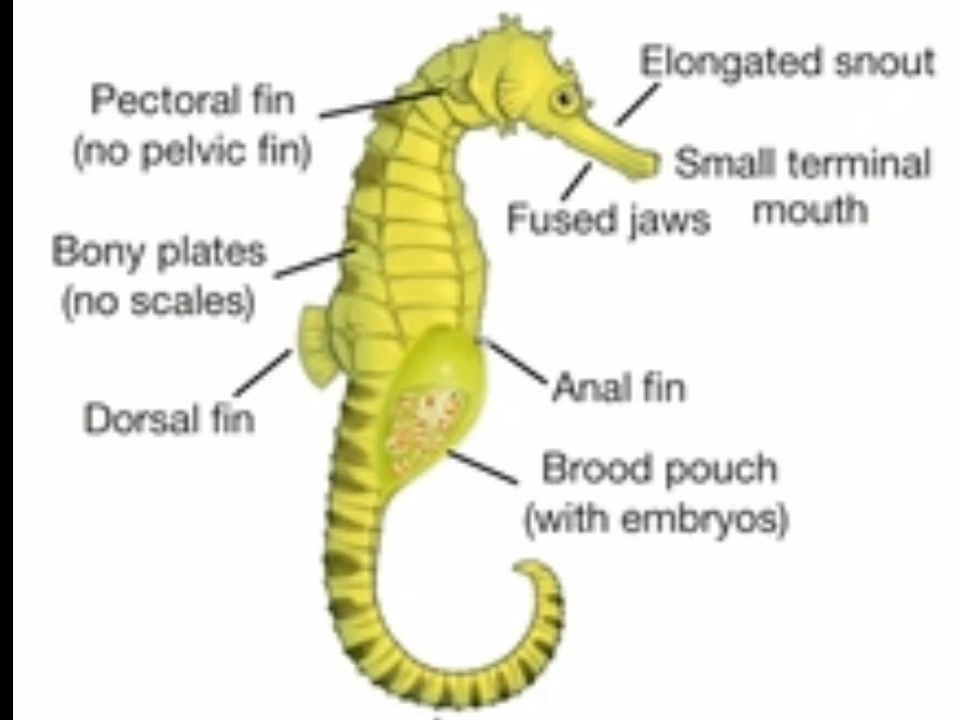 Elongated snout
Pectoral fin
(no pelvic fin)
Small terminal
mouth
Fused jaws
Bony plates
(no scales)
Anal fin
Dorsal fin
Brood pouch
(with embryos)